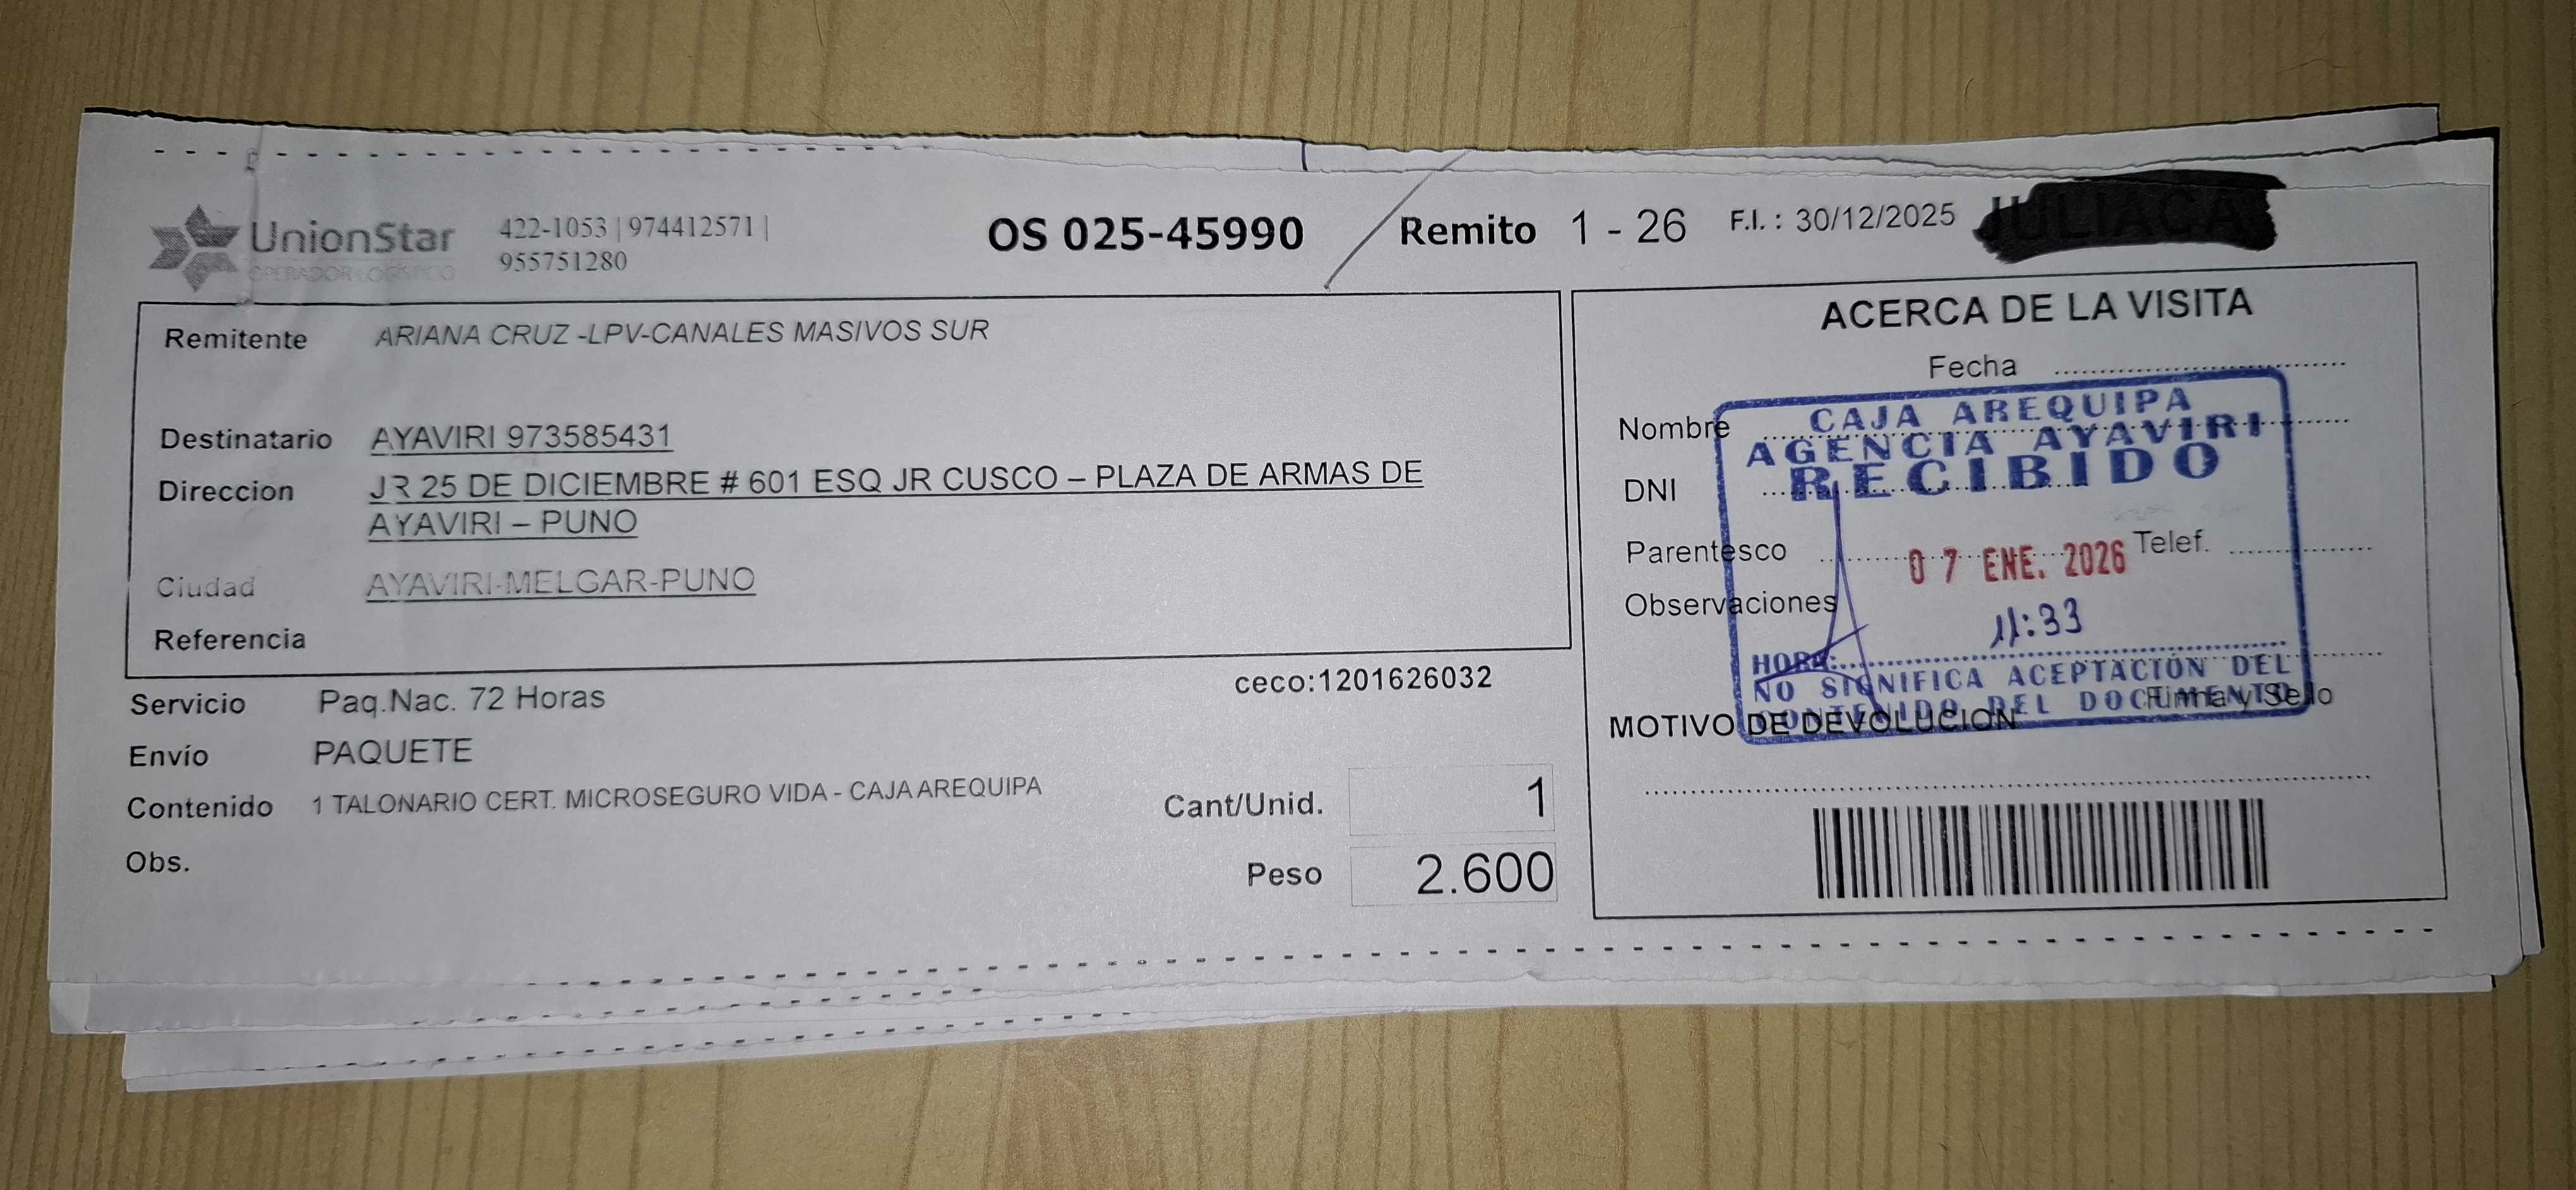 UnionStar
OPERADOR LOGISTICO
422-1053 | 974412571 |
955751280
OS 025-45990
Remito 1 - 26
F.I. : 30/12/2025
JULIACA
Remitente ARIANA CRUZ -LPV-CANALES MASIVOS SUR
Destinatario AYAVIRI 973585431
Direccion JR 25 DE DICIEMBRE # 601 ESQ JR CUSCO – PLAZA DE ARMAS DE
AYAVIRI – PUNO
Ciudad AYAVIRI-MELGAR-PUNO
Referencia
ceco:1201626032
Servicio Paq.Nac. 72 Horas
Envío PAQUETE
Contenido 1 TALONARIO CERT. MICROSEGURO VIDA - CAJA AREQUIPA
Cant/Unid. 1
Obs.
Peso 2.600
ACERCA DE LA VISITA
Fecha
Nombre
DNI
Parentesco
Telef.
Observaciones
Firma y Sello
MOTIVO DE DEVOLUCION
CAJA AREQUIPA
AGENCIA AYAVIRI
RECIBIDO
07 ENE. 2026
11:33
HORA:
NO SIGNIFICA ACEPTACIÓN DEL
CONTENIDO DEL DOCUMENTO